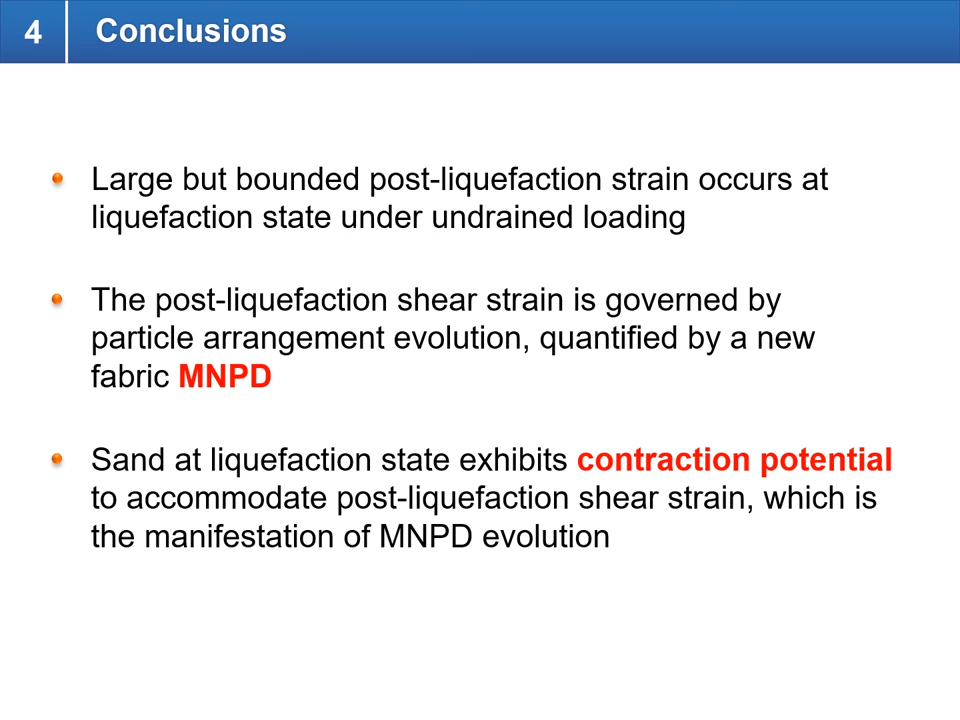 4
Conclusions
Large but bounded post-liquefaction strain occurs at
liquefaction state under undrained loading
The post-liquefaction shear strain is governed by
particle arrangement evolution, quantified by a new
fabric MNPD
Sand at liquefaction state exhibits contraction potential
to accommodate post-liquefaction shear strain, which is
the manifestation of MNPD evolution